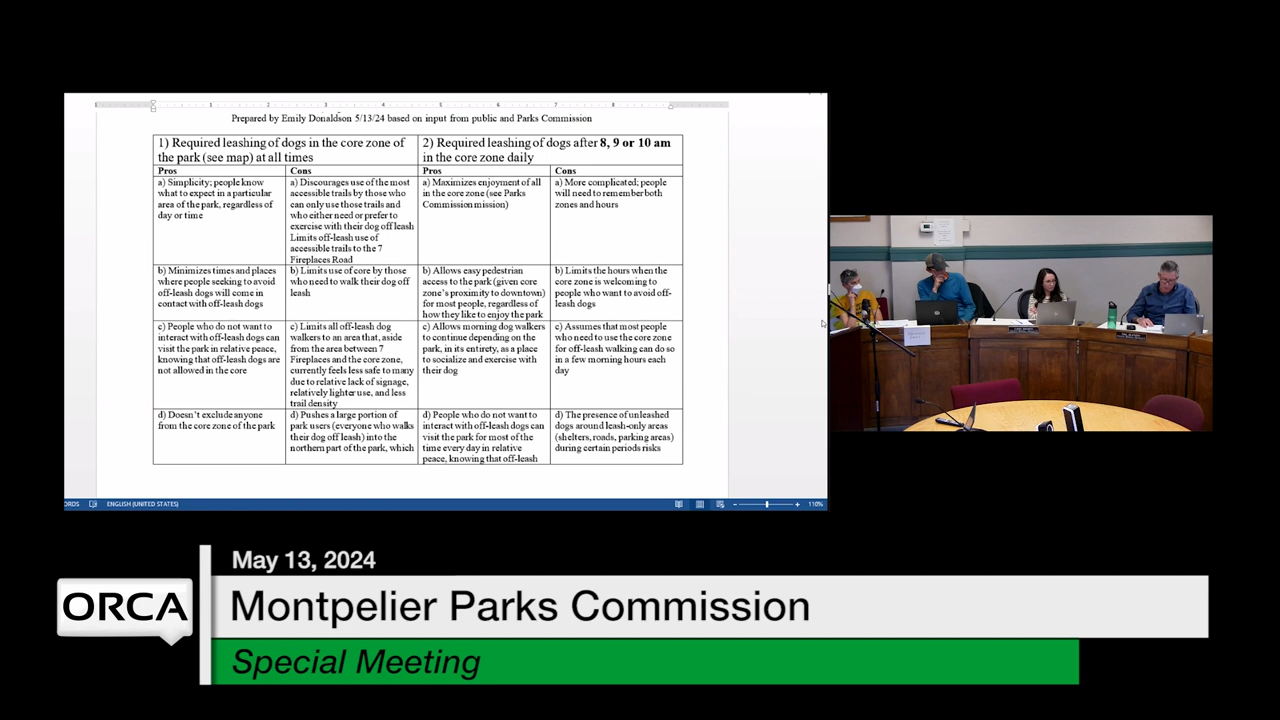 Prepared by Emily Donaldson 5/13/24 based on input from public and Parks Commission
1) Required leashing of dogs in the core zone of
the park (see map) at all times
2) Required leashing of dogs after 8, 9 or 10 am
in the core zone daily
Pros
Cons
Pros
Cons
a) Simplicity; people know
what to expect in a particular
area of the park, regardless of
day or time
a) Discourages use of the most
accessible trails by those who
can only use those trails and
who either need or prefer to
exercise with their dog off leash
Limits off-leash use of
accessible trails to the 7
Fireplaces Road
a) Maximizes enjoyment of all
in the core zone (see Parks
Commission mission)
a) More complicated; people
will need to remember both
zones and hours
b) Minimizes times and places
where people seeking to avoid
off-leash dogs will come in
contact with off-leash dogs
b) Limits use of core by those
who need to walk their dog off
leash
b) Allows easy pedestrian
access to the park (given core
zone's proximity to downtown)
for most people, regardless of
how they like to enjoy the park
b) Limits the hours when the
core zone is welcoming to
people who want to avoid off-
leash dogs
c) People who do not want to
interact with off-leash dogs can
visit the park in relative peace,
knowing that off-leash dogs are
not allowed in the core
c) Limits all off-leash dog
walkers to an area that, aside
from the area between 7
Fireplaces and the core zone,
currently feels less safe to many
due to relative lack of signage,
relatively lighter use, and less
trail density
c) Allows morning dog walkers
to continue depending on the
park, in its entirety, as a place
to socialize and exercise with
their dog
c) Assumes that most people
who need to use the core zone
for off-leash walking can do so
in a few morning hours each
day
d) Doesn't exclude anyone
from the core zone of the park
d) Pushes a large portion of
park users (everyone who walks
their dog off leash) into the
northern part of the park, which
d) People who do not want to
interact with off-leash dogs can
visit the park for most of the
time every day in relative
peace, knowing that off-leash
d) The presence of unleashed
dogs around leash-only areas
(shelters, roads, parking areas)
during certain periods risks
ENGLISH (UNITED STATES)
110%
May 13, 2024
ORCA
Montpelier Parks Commission
Special Meeting